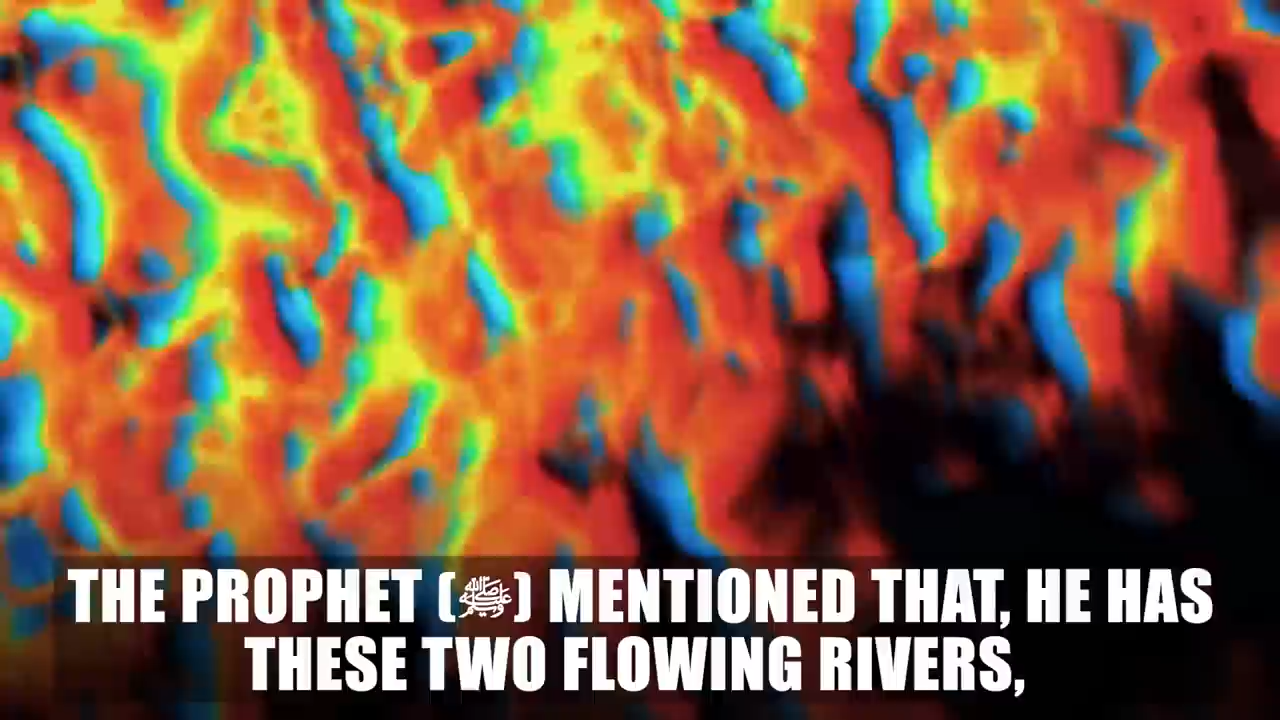 THE PROPHET (ﷺ) MENTIONED THAT, HE HAS
THESE TWO FLOWING RIVERS,